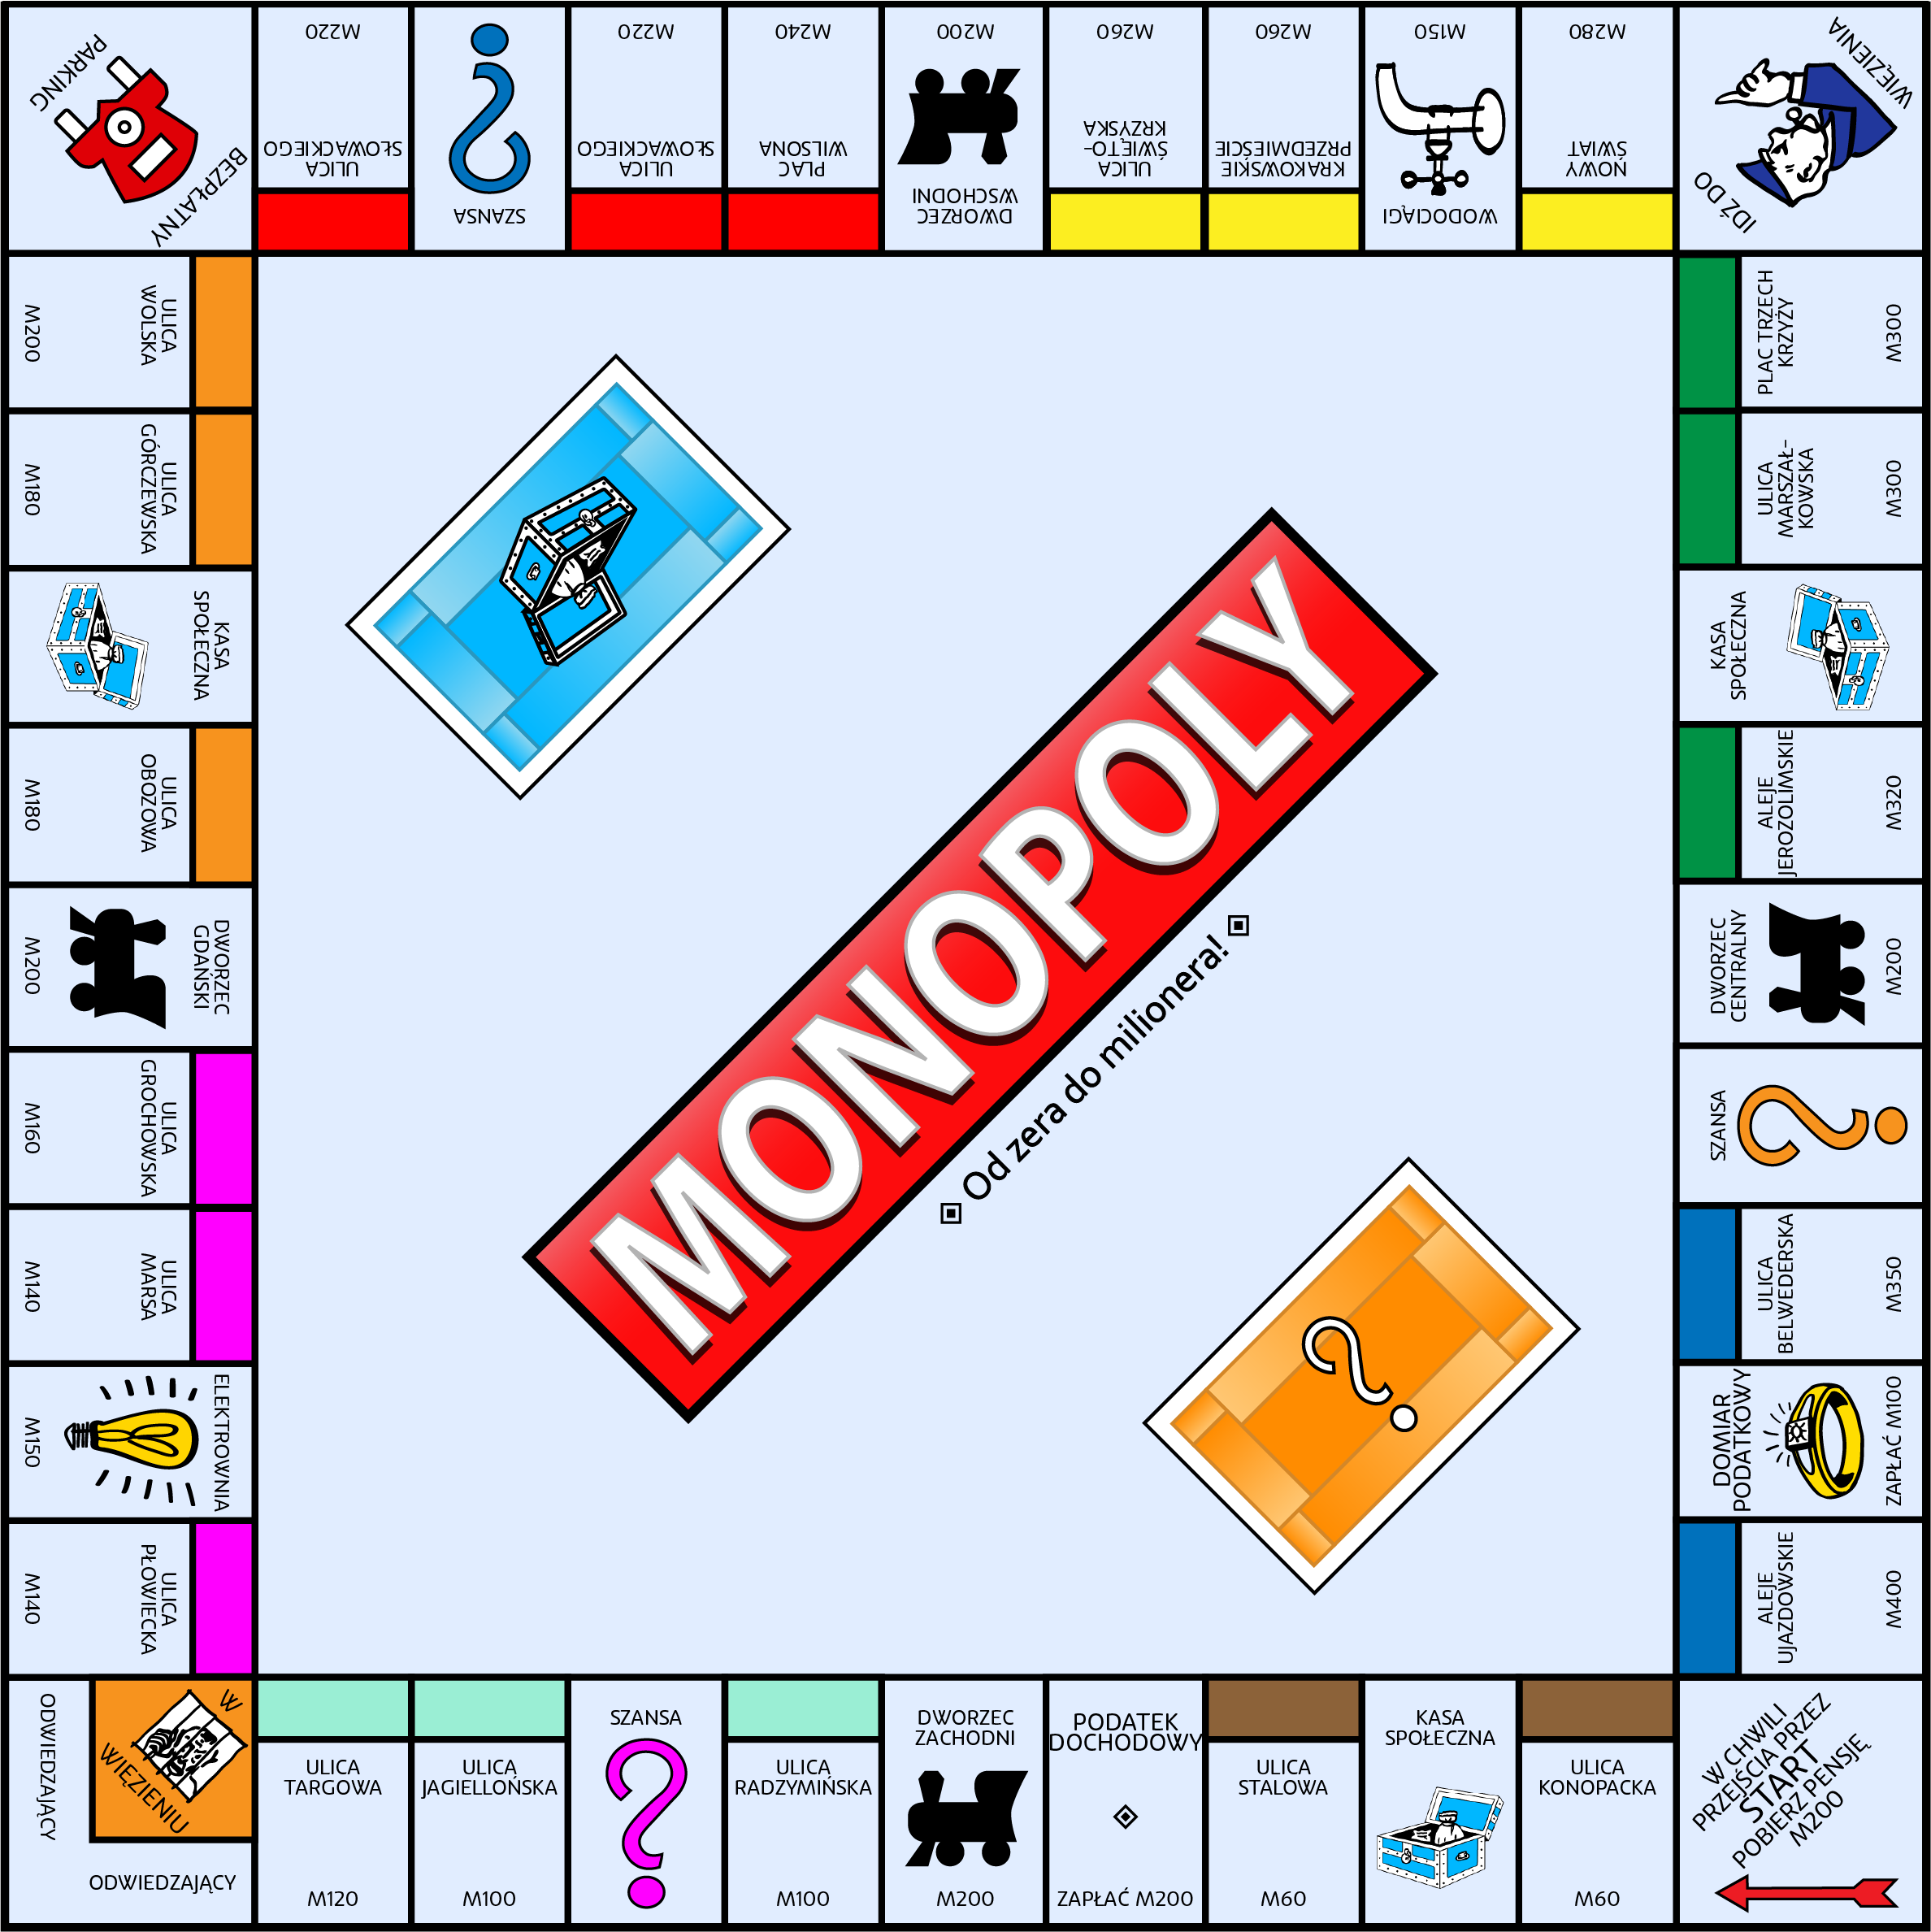 PARKING
BEZPŁATNY
M220
ULICA
SŁOWACKIEGO
SZANSA
M220
ULICA
SŁOWACKIEGO
M240
PLAC
WILSONA
M200
DWORZEC
WSCHODNI
M260
ULICA
ŚWIĘTO-
KRZYSKA
M260
KRAKOWSKIE
PRZEDMIEŚCIE
M150
WODOCIĄGI
M280
NOWY
ŚWIAT
IDŹ DO
WIĘZIENIA
PLAC TRZECH
KRZYŻY
M300
ULICA
MARSZAŁ-
KOWSKA
M300
KASA
SPOŁECZNA
ALEJE
JEROZOLIMSKIE
M320
DWORZEC
CENTRALNY
M200
SZANSA
ULICA
BELWEDERSKA
M350
DOMIAR
PODATKOWY
ZAPŁAĆ M100
ALEJE
UJAZDOWSKIE
M400
W CHWILI
PRZEJŚCIA PRZEZ
START
POBIERZ PENSJĘ
M200
ULICA
KONOPACKA
M60
KASA
SPOŁECZNA
ULICA
STALOWA
M60
PODATEK
DOCHODOWY
ZAPŁAĆ M200
DWORZEC
ZACHODNI
M200
ULICA
RADZYMIŃSKA
M100
SZANSA
ULICA
JAGIELLOŃSKA
M100
ULICA
TARGOWA
M120
W
WIĘZIENIU
ODWIEDZAJĄCY
ODWIEDZAJĄCY
ULICA
PŁOWIECKA
M140
ELEKTROWNIA
M150
ULICA
MARSA
M140
ULICA
GROCHOWSKA
M160
DWORZEC
GDAŃSKI
M200
ULICA
OBOZOWA
M180
KASA
SPOŁECZNA
ULICA
GÓRCZEWSKA
M180
ULICA
WOLSKA
M200
MONOPOLY
Od zera do milionera!